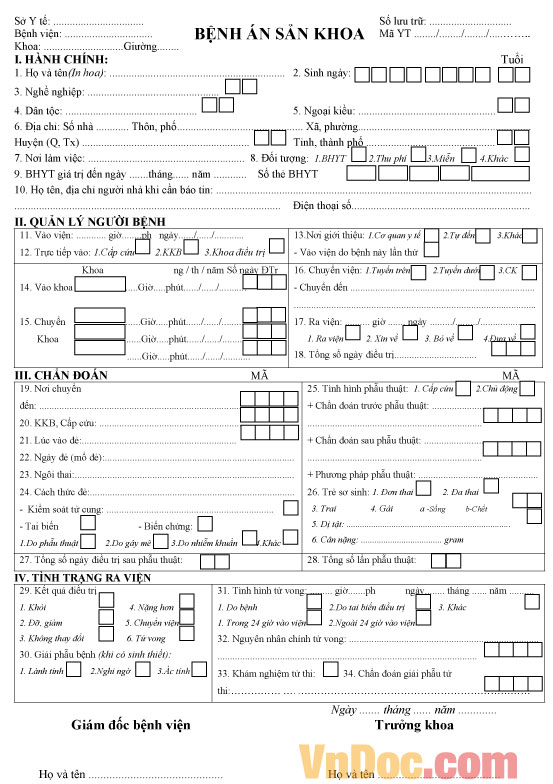 Sở Y tế: ............................
Bệnh viện: .........................
Khoa: .................Giường........
BỆNH ÁN SẢN KHOA
Số lưu trữ: ...........................
Mã YT ......../......../......../............
I. HÀNH CHÍNH: Tuổi
1. Họ và tên(In hoa): ................................................ 2. Sinh ngày:
3. Nghề nghiệp: ................................................
4. Dân tộc: ................................ 5. Ngoại kiều: ................................
6. Địa chỉ: Số nhà .......... Thôn, phố................................ Xã, phường................................
Huyện (Q, Tx) ................................ Tỉnh, thành phố
7. Nơi làm việc: ................................ 8. Đối tượng: 1.BHYT 2.Thu phí 3.Miễn 4.Khác
9. BHYT giá trị đến ngày .......tháng...... năm ............. Số thẻ BHYT
10. Họ tên, địa chỉ người nhà khi cần báo tin: ................................................
................................ Điện thoại số................................
II. QUẢN LÝ NGƯỜI BỆNH
11. Vào viện: ............ giờ.......ph ngày....../....../............
12. Trực tiếp vào: 1.Cấp cứu 2.KKB 3.Khoa điều trị
13.Nơi giới thiệu: 1.Cơ quan y tế 2.Tự đến 3.Khác
- Vào viện do bệnh này lần thứ
Khoa ng / th / năm Số ngày ĐTr
14. Vào khoa .....Giờ.....phút....../....../......
15. Chuyển .....Giờ.....phút....../....../......
Khoa .....Giờ.....phút....../....../......
......Giờ.....phút....../....../......
16. Chuyển viện: 1.Tuyến trên 2.Tuyến dưới 3.CK
- Chuyển đến ................................................
................................................
17. Ra viện: ........ giờ ...... ngày ....../....../.........
1. Ra viện 2. Xin về 3. Bỏ về 4.Đưa về
18. Tổng số ngày điều trị............................
III. CHẨN ĐOÁN MÃ MÃ
19. Nơi chuyển
đến: ................................................
20. KKB, Cấp cứu: ................................
21. Lúc vào đẻ:................................
22. Ngày đẻ (mổ đẻ):................................
23. Ngôi thai:................................
24. Cách thức đẻ:................................
- Kiểm soát tử cung: ................................
- Tai biến - Biến chứng:
1.Do phẫu thuật 2.Do gây mê 3.Do nhiễm khuẩn 4.Khác
25. Tình hình phẫu thuật: 1. Cấp cứu 2.Chủ động
+ Chẩn đoán trước phẫu thuật: ............................
................................................
+ Chẩn đoán sau phẫu thuật: ................................
................................................
+ Phương pháp phẫu thuật: ................................
26. Trẻ sơ sinh: 1. Đơn thai 2. Đa thai
3. Trai 4. Gái a -Sống b-Chết
5. Dị tật: ................................................
6. Cân nặng: ................................ gram
27. Tổng số ngày điều trị sau phẫu thuật: 28. Tổng số lần phẫu thuật:
IV. TÌNH TRẠNG RA VIỆN
29. Kết quả điều trị
1. Khỏi 4. Nặng hơn
2. Đỡ, giảm 5. Chuyển viện
3. Không thay đổi 6. Tử vong
30. Giải phẫu bệnh (khi có sinh thiết):
1.Lành tính 2.Nghi ngờ 3.Ác tính
31. Tình hình tử vong: ........ giờ......ph ngày ...... tháng ...... năm ........
1. Do bệnh 2.Do tai biến điều trị 3. Khác
1. Trong 24 giờ vào viện 2.Ngoài 24 giờ vào viện
32. Nguyên nhân chính tử vong: ................................
................................................
33. Khám nghiệm tử thi: 34. Chẩn đoán giải phẫu tử
thi:................................................
Ngày ....... tháng ...... năm ............
Giám đốc bệnh viện Trưởng khoa
Họ và tên ................................ Họ và tên ................................
VnDoc.com